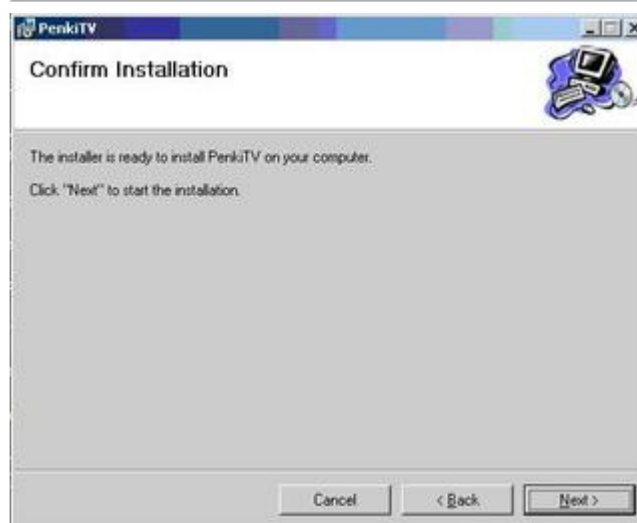 PenkiTV
Confirm Installation
The installer is ready to install PenkiTV on your computer.
Click "Next" to start the installation.
Cancel
< Back
Next >